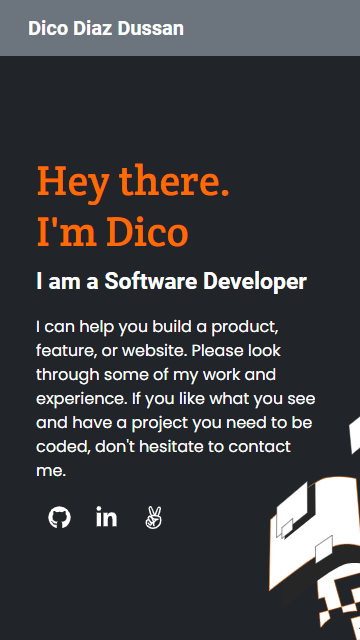 Dico Diaz Dussan
Hey there.
I'm Dico
I am a Software Developer
I can help you build a product,
feature, or website. Please look
through some of my work and
experience. If you like what you see
and have a project you need to be
coded, don't hesitate to contact
me.
in